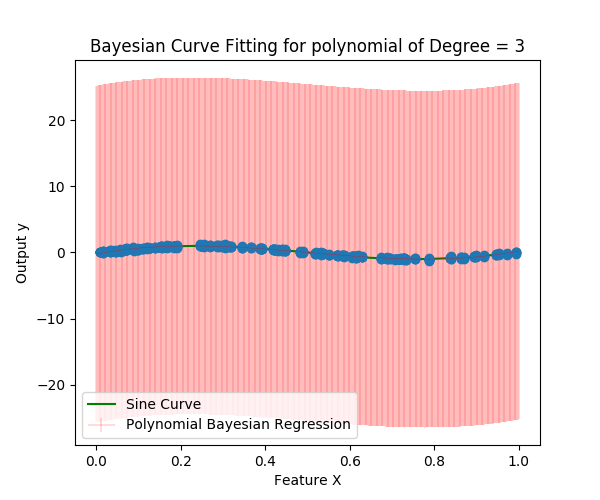 Bayesian Curve Fitting for polynomial of Degree = 3
Output y
20
10
0
−10
−20
Sine Curve
Polynomial Bayesian Regression
0.0 0.2 0.4 0.6 0.8 1.0
Feature X